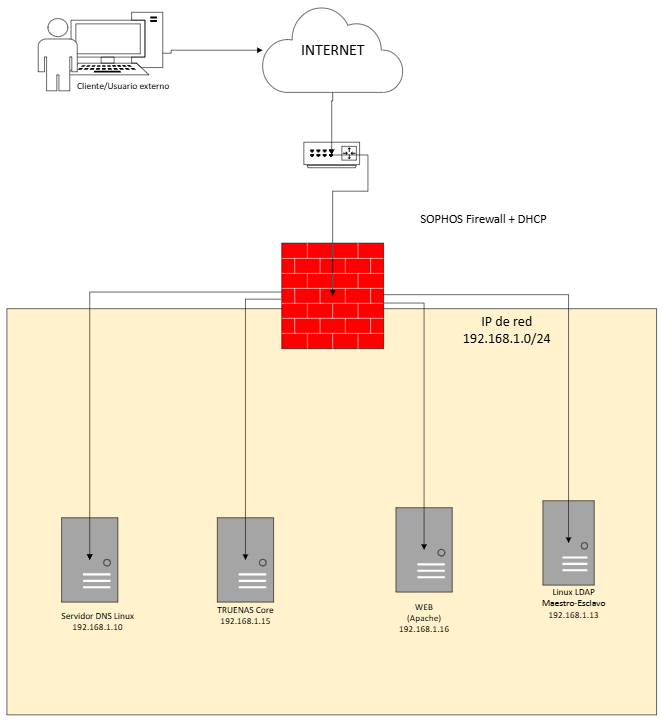 INTERNET
Cliente/Usuario externo
SOPHOS Firewall + DHCP
IP de red
192.168.1.0/24
Servidor DNS Linux
192.168.1.10
TRUENAS Core
192.168.1.15
WEB
(Apache)
192.168.1.16
Linux LDAP
Maestro-Esclavo
192.168.1.13